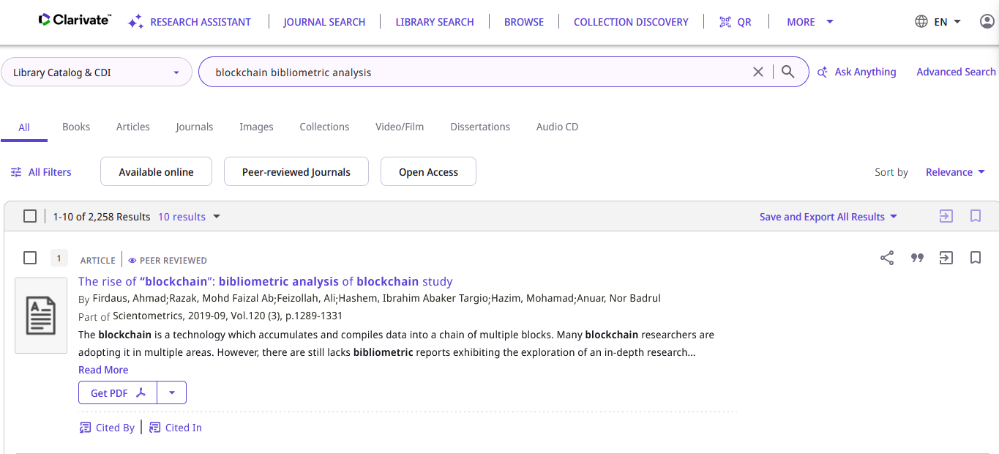 Clarivate™ RESEARCH ASSISTANT JOURNAL SEARCH LIBRARY SEARCH BROWSE COLLECTION DISCOVERY QR MORE EN
Library Catalog & CDI blockchain bibliometric analysis Ask Anything Advanced Search
All Books Articles Journals Images Collections Video/Film Dissertations Audio CD
All Filters Available online Peer-reviewed Journals Open Access Sort by Relevance
1-10 of 2,258 Results 10 results Save and Export All Results
1 ARTICLE PEER REVIEWED
The rise of “blockchain”: bibliometric analysis of blockchain study
By Firdaus, Ahmad;Razak, Mohd Faizal Ab;Feizollah, Ali;Hashem, Ibrahim Abaker Targio;Hazim, Mohamad;Anuar, Nor Badrul
Part of Scientometrics, 2019-09, Vol.120 (3), p.1289-1331
The blockchain is a technology which accumulates and compiles data into a chain of multiple blocks. Many blockchain researchers are
adopting it in multiple areas. However, there are still lacks bibliometric reports exhibiting the exploration of an in-depth research...
Read More
Get PDF
Cited By Cited In